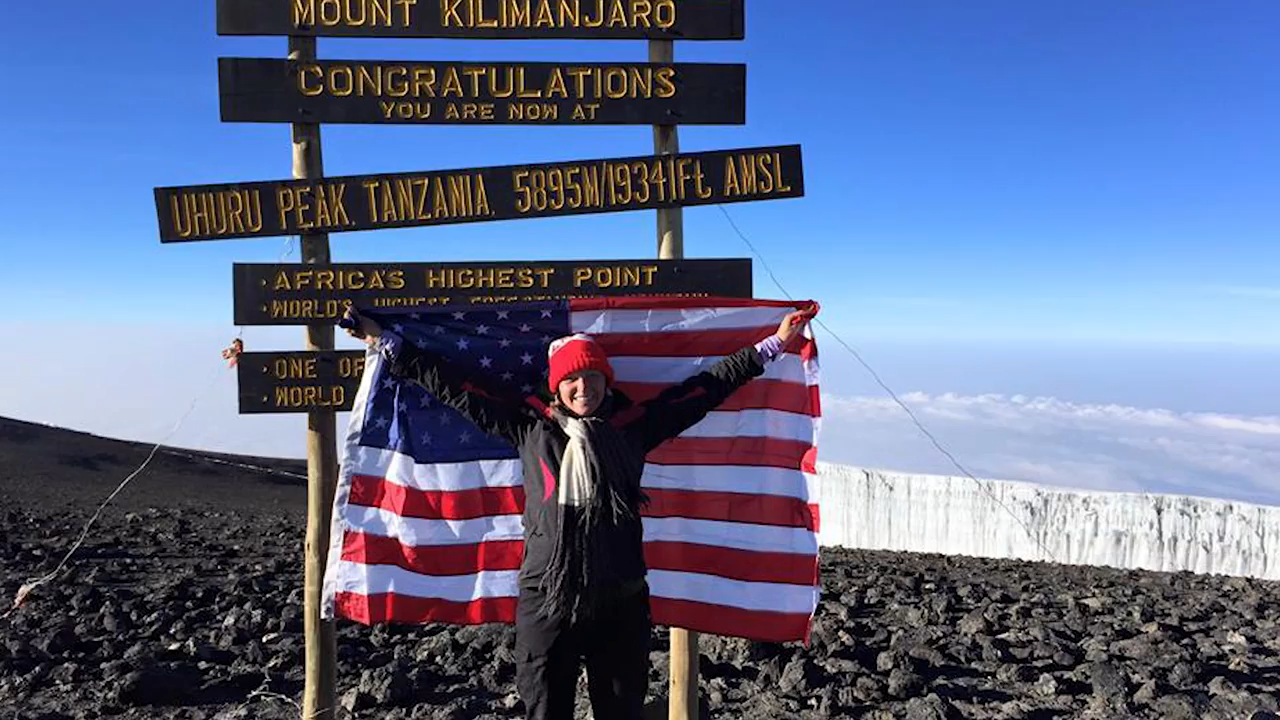 MOUNT KILIMANJARO
CONGRATULATIONS
YOU ARE NOW AT
UHURU PEAK, TANZANIA, 5895M/19341Ft AMSL
• AFRICA'S HIGHEST POINT
• WORLD'S HIGHEST
• ONE OF
• WORLD